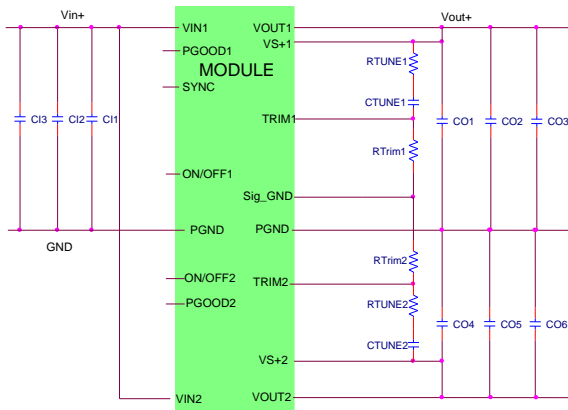 Vin+
VIN1
VOUT1
Vout+
VS+1
PGOOD1
RTUNE1
MODULE
SYNC
CTUNE1
CI3
CI2
CI1
TRIM1
CO1
CO2
CO3
RTrim1
ON/OFF1
Sig_GND
PGND
PGND
GND
RTrim2
ON/OFF2
TRIM2
PGOOD2
RTUNE2
CO4
CO5
CO6
CTUNE2
VS+2
VIN2
VOUT2